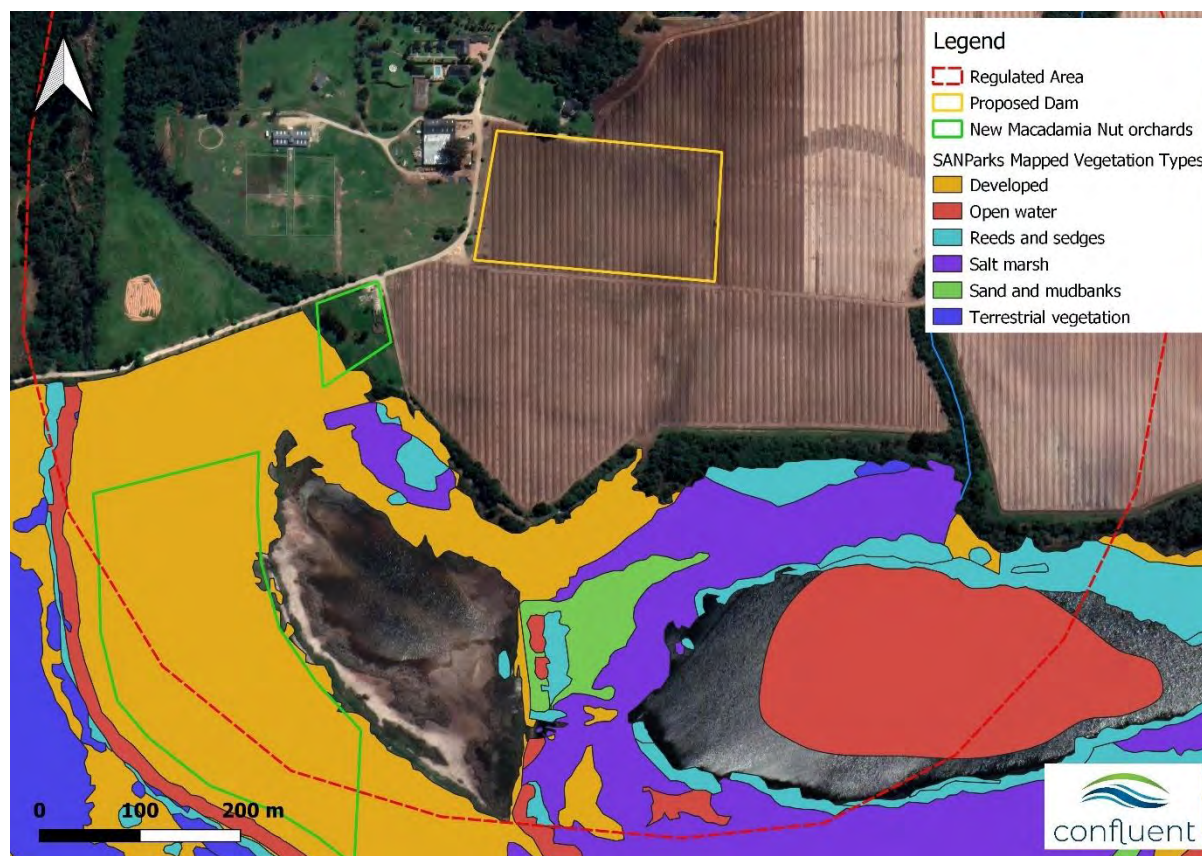 Legend
Regulated Area
Proposed Dam
New Macadamia Nut orchards
SANParks Mapped Vegetation Types
Developed
Open water
Reeds and sedges
Salt marsh
Sand and mudbanks
Terrestrial vegetation
0 100 200 m
confluent